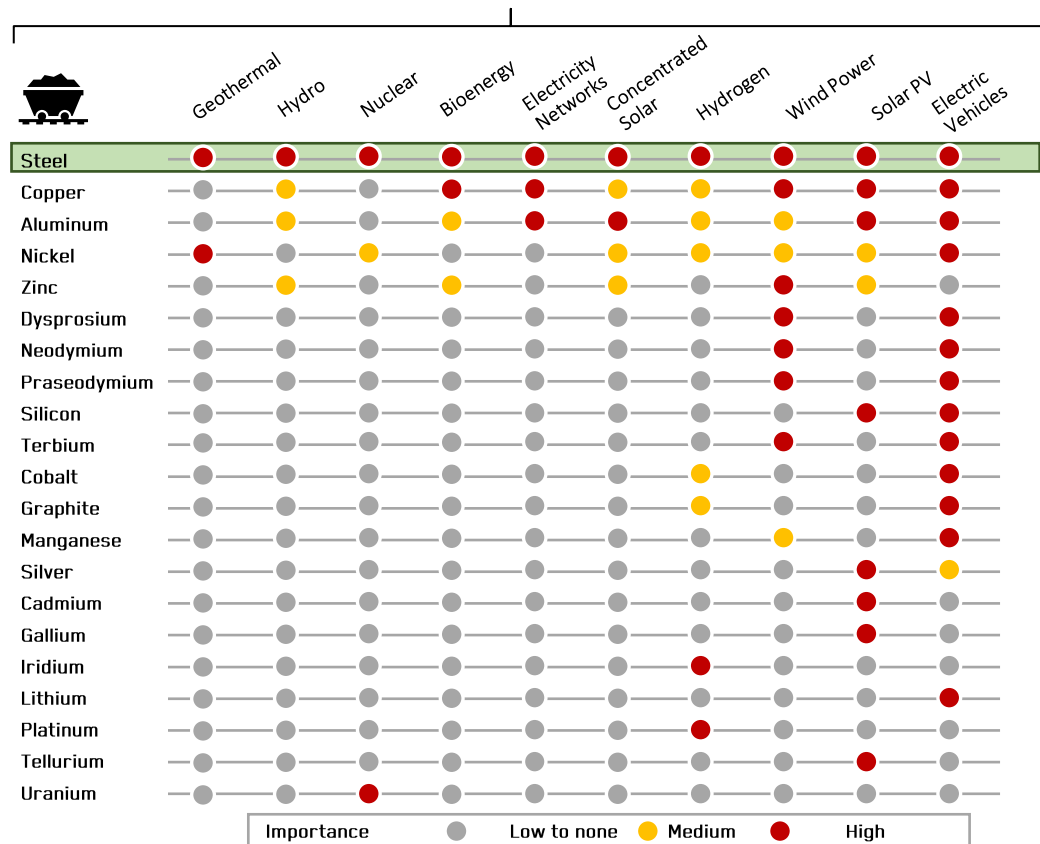 Geothermal
Hydro
Nuclear
Bioenergy
Electricity
Networks
Concentrated
Solar
Hydrogen
Wind Power
Solar PV
Electric
Vehicles
Steel
Copper
Aluminum
Nickel
Zinc
Dysprosium
Neodymium
Praseodymium
Silicon
Terbium
Cobalt
Graphite
Manganese
Silver
Cadmium
Gallium
Iridium
Lithium
Platinum
Tellurium
Uranium
Importance Low to none Medium High